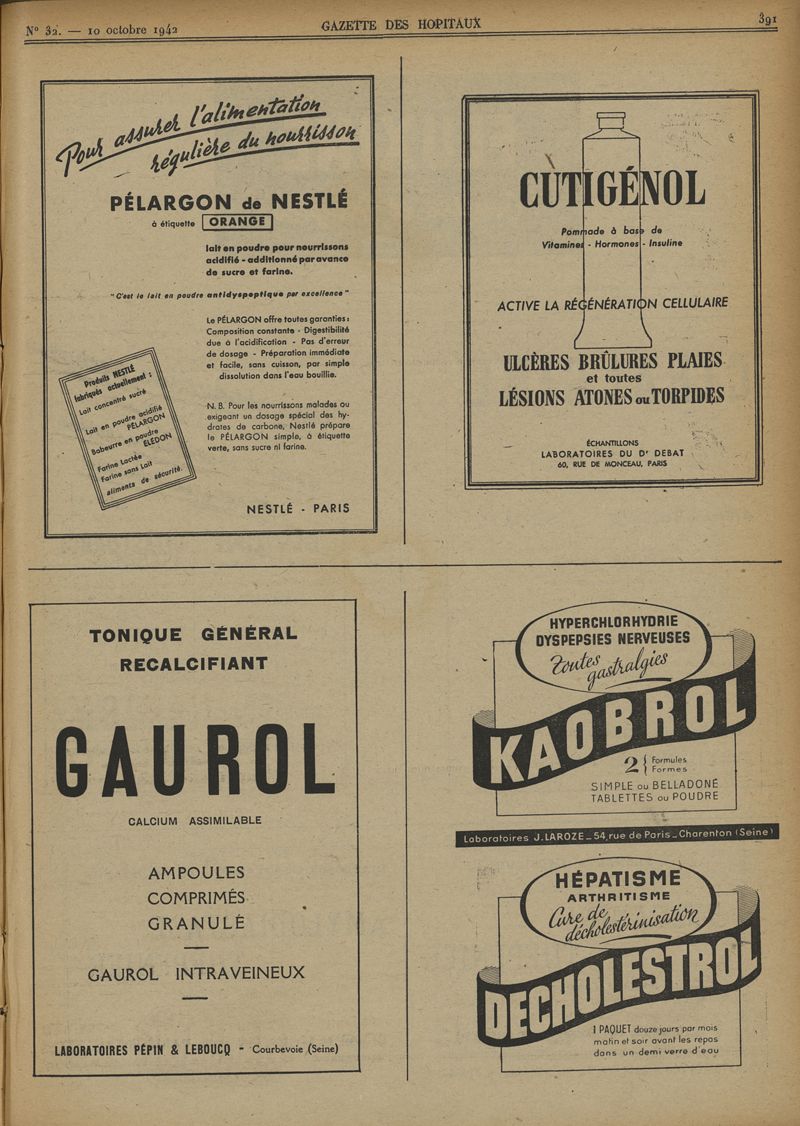 N° 32. — 10 octobre 1942
GAZETTE DES HOPITAUX
391
Pour assurer l'alimentation
régulière du nourrisson
PÉLARGON de NESTLÉ
à étiquette ORANGE
lait en poudre pour nourrissons
acidifié - additionné par avance
de sucre et farine.
"C'est le lait en poudre antidyspeptique par excellence"
Le PÉLARGON offre toutes garanties :
Composition constante - Digestibilité
due à l'acidification - Pas d'erreur
de dosage - Préparation immédiate
et facile, sans cuisson, par simple
dissolution dans l'eau bouillie.
N. B. Pour les nourrissons malades ou
exigeant un dosage spécial des hy-
drates de carbone, Nestlé prépare
le PÉLARGON simple, à étiquette
verte, sans sucre ni farine.
Produits NESTLÉ
fabriqués actuellement :
Lait concentré sucré
Lait en poudre acidifié
PÉLARGON
Babeurre en poudre
ÉLÉDON
Farine Lactée
Farine sans Lait
aliments de sécurité.
NESTLÉ - PARIS
CUTIGÉNOL
Pommade à base de
Vitamines - Hormones - Insuline
ACTIVE LA RÉGÉNÉRATION CELLULAIRE
ULCÈRES BRÛLURES PLAIES
et toutes
LÉSIONS ATONES ou TORPIDES
ÉCHANTILLONS
LABORATOIRES DU Dr DEBAT
60, RUE DE MONCEAU, PARIS
TONIQUE GÉNÉRAL
RECALCIFIANT
GAUROL
CALCIUM ASSIMILABLE
AMPOULES
COMPRIMÉS
GRANULÉ
GAUROL INTRAVEINEUX
LABORATOIRES PÉPIN & LEBOUCQ - Courbevoie (Seine)
HYPERCHLORHYDRIE
DYSPEPSIES NERVEUSES
Toutes
gastralgies
KAOBROL
2 { Formules
Formes
SIMPLE ou BELLADONÉ
TABLETTES ou POUDRE
Laboratoires J. LAROZE _ 54, rue de Paris _ Charenton (Seine)
HÉPATISME
ARTHRITISME
Cure de
décholestérinisation
DECHOLESTROL
1 PAQUET douze jours par mois
matin et soir avant les repas
dans un demi verre d'eau